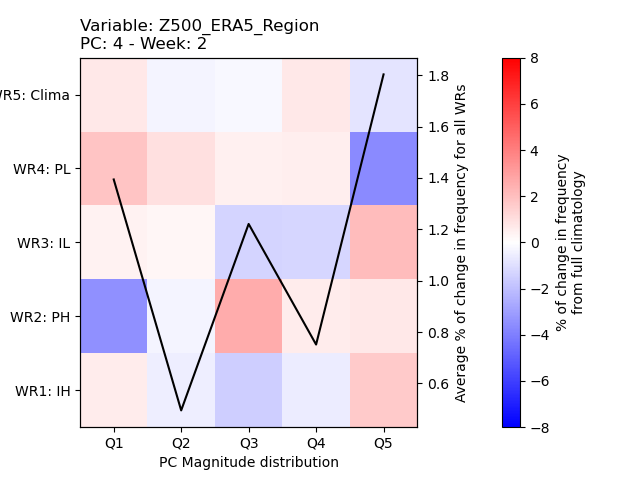 Variable: Z500_ERA5_Region
PC: 4 - Week: 2
WR5: Clima
WR4: PL
WR3: IL
WR2: PH
WR1: IH
Q1 Q2 Q3 Q4 Q5
PC Magnitude distribution
1.8
1.6
1.4
1.2
1.0
0.8
0.6
Average % of change in frequency for all WRs
8
6
4
2
0
−2
−4
−6
−8
% of change in frequency
from full climatology